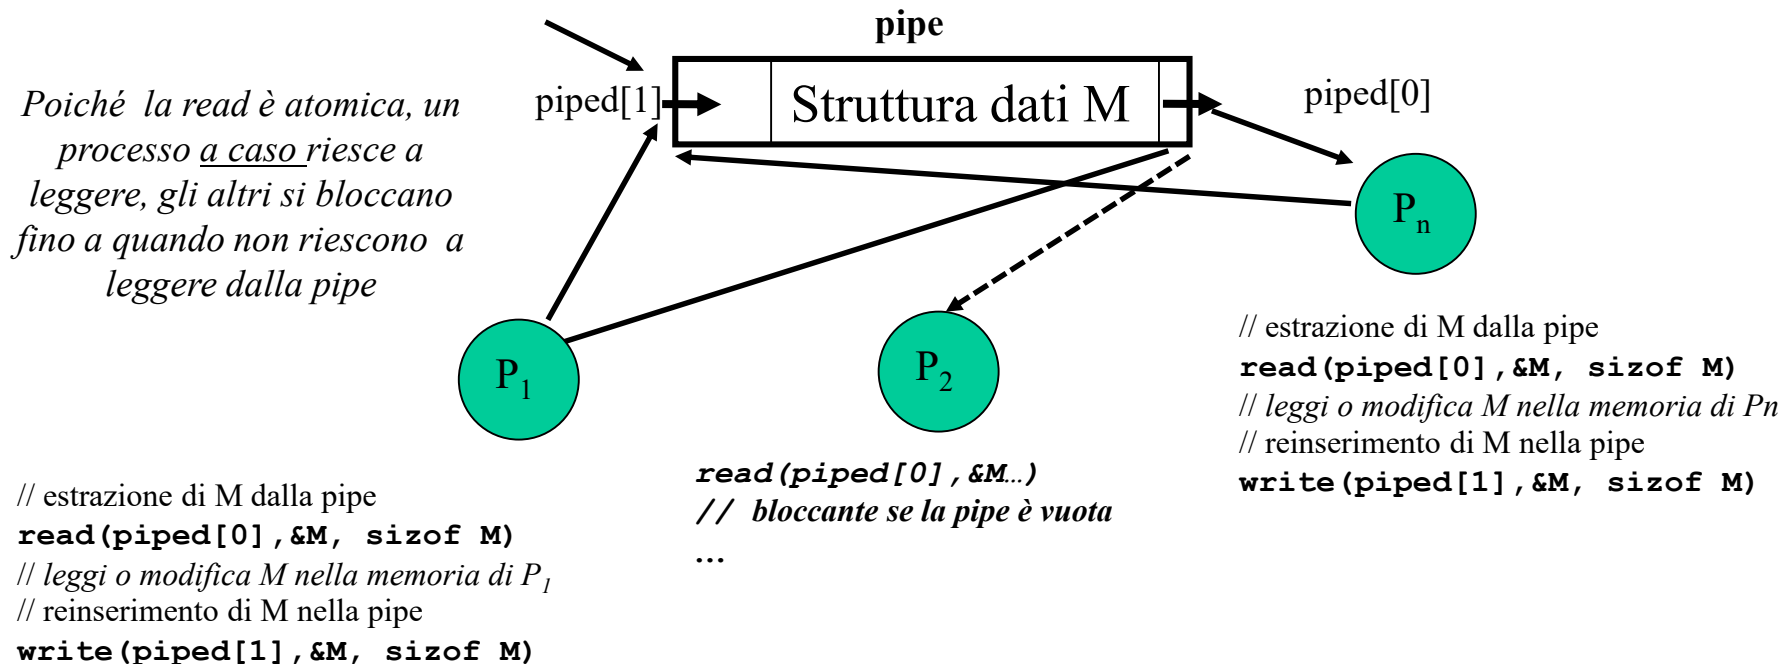 pipe
piped[1]
Struttura dati M
piped[0]
Poiché la read è atomica, un
processo a caso riesce a
leggere, gli altri si bloccano
fino a quando non riescono a
leggere dalla pipe
P1
P2
Pn
// estrazione di M dalla pipe
read(piped[0],&M, sizof M)
// leggi o modifica M nella memoria di Pn
// reinserimento di M nella pipe
write(piped[1],&M, sizof M)
read(piped[0],&M…)
// bloccante se la pipe è vuota
…
// estrazione di M dalla pipe
read(piped[0],&M, sizof M)
// leggi o modifica M nella memoria di P1
// reinserimento di M nella pipe
write(piped[1],&M, sizof M)